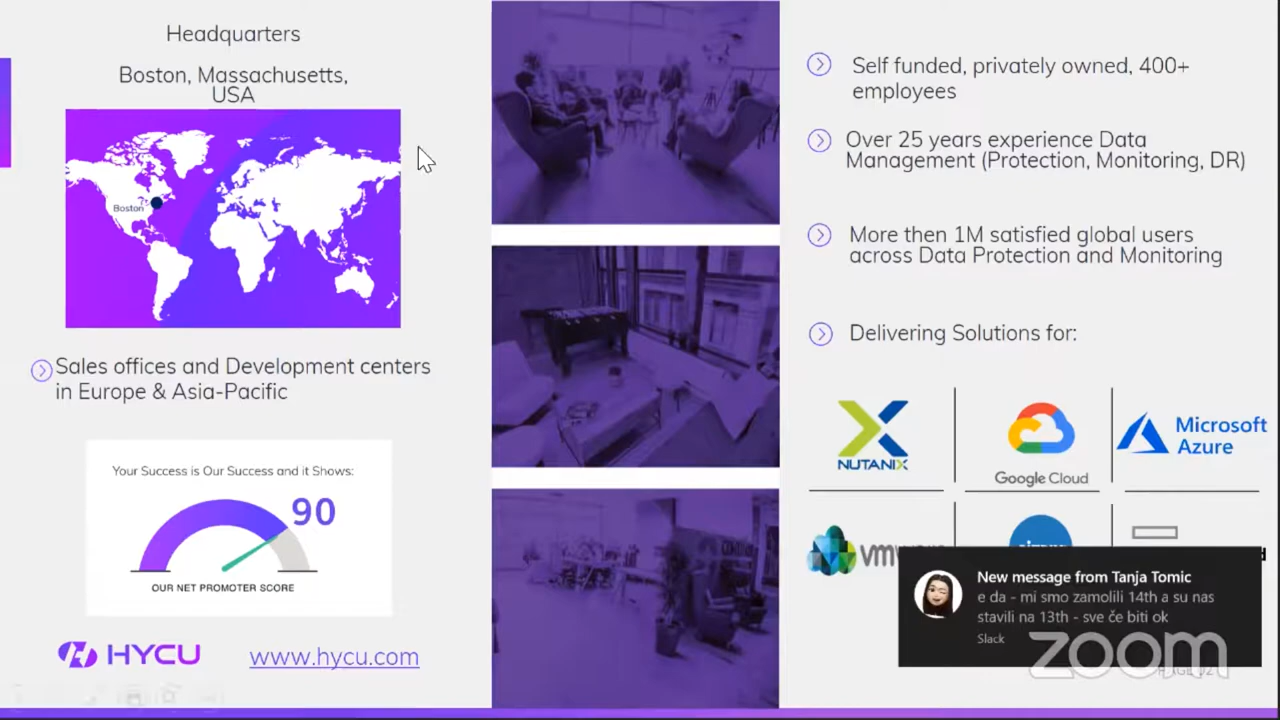 Headquarters
Boston, Massachusetts,
USA
Boston
Sales offices and Development centers
in Europe & Asia-Pacific
Your Success is Our Success and it Shows:
90
OUR NET PROMOTER SCORE
HYCU
www.hycu.com
Self funded, privately owned, 400+
employees
Over 25 years experience Data
Management (Protection, Monitoring, DR)
More then 1M satisfied global users
across Data Protection and Monitoring
Delivering Solutions for:
NUTANIX
Google Cloud
Microsoft
Azure
New message from Tanja Tomic
e da - mi smo zamolili 14th a su nas
stavili na 13th - sve če biti ok
Slack
zoom